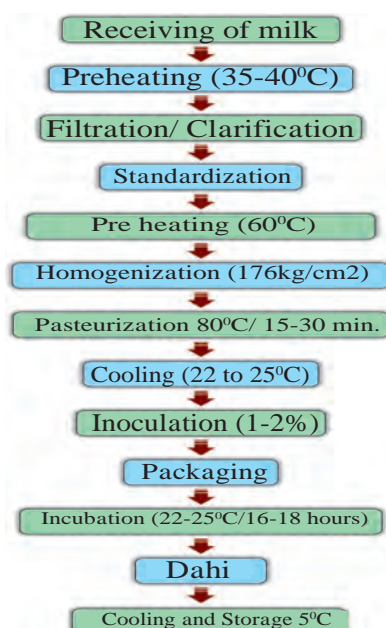 Receiving of milk
Preheating (35-40⁰C)
Filtration/ Clarification
Standardization
Pre heating (60⁰C)
Homogenization (176kg/cm2)
Pasteurization 80⁰C/ 15-30 min.
Cooling (22 to 25⁰C)
Inoculation (1-2%)
Packaging
Incubation (22-25⁰C/16-18 hours)
Dahi
Cooling and Storage 5⁰C